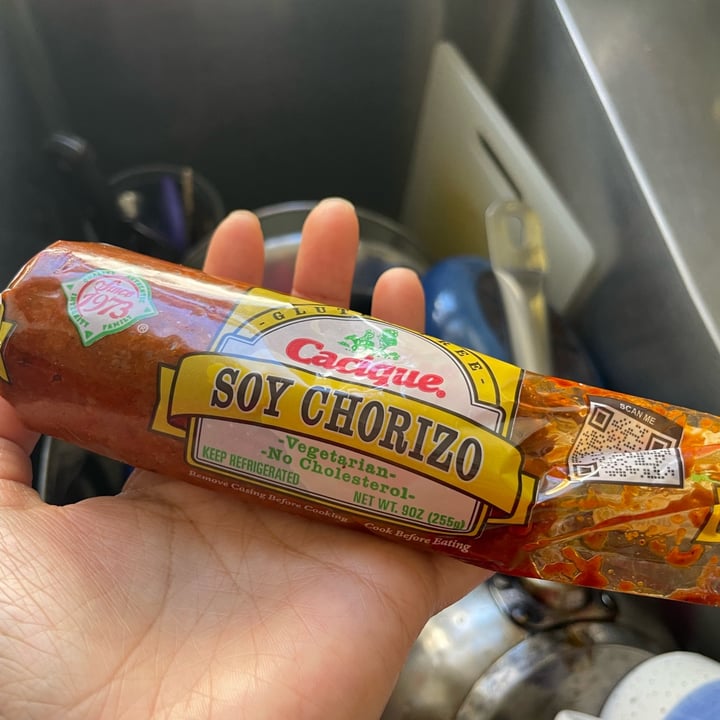 Since
1973
®
-GLUTEN FREE-
Cacique.
SOY CHORIZO
-Vegetarian-
-No Cholesterol-
KEEP REFRIGERATED
NET WT. 9OZ (255g)
Remove Casing Before Cooking
Cook Before Eating
SCAN ME